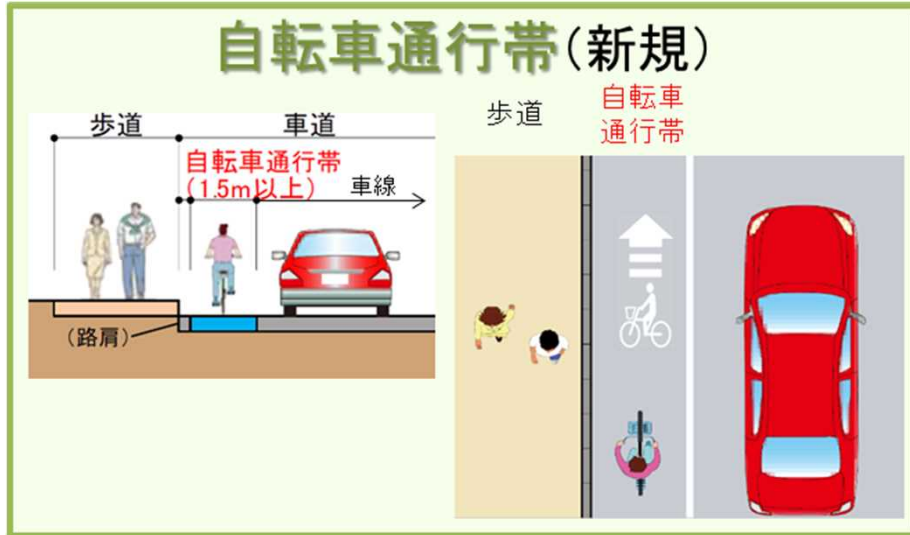 自転車通行帯(新規)
歩道
車道
自転車通行帯
(1.5m以上)
車線
(路肩)
歩道
自転車
通行帯